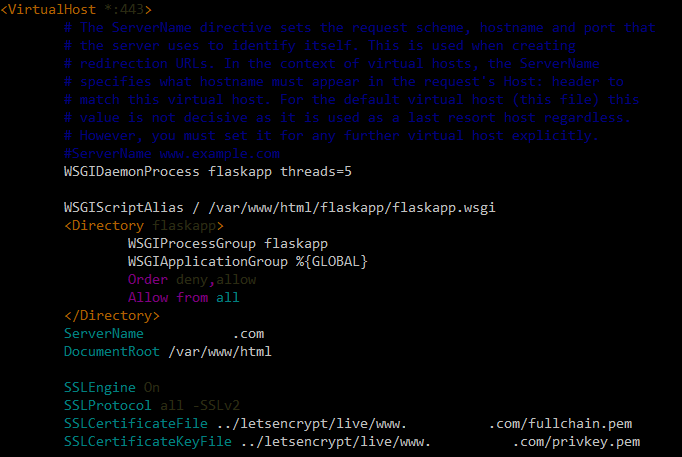 <VirtualHost *:443>
# The ServerName directive sets the request scheme, hostname and port that
# the server uses to identify itself. This is used when creating
# redirection URLs. In the context of virtual hosts, the ServerName
# specifies what hostname must appear in the request's Host: header to
# match this virtual host. For the default virtual host (this file) this
# value is not decisive as it is used as a last resort host regardless.
# However, you must set it for any further virtual host explicitly.
#ServerName www.example.com
WSGIDaemonProcess flaskapp threads=5
WSGIScriptAlias / /var/www/html/flaskapp/flaskapp.wsgi
<Directory flaskapp>
WSGIProcessGroup flaskapp
WSGIApplicationGroup %{GLOBAL}
Order deny,allow
Allow from all
</Directory>
ServerName .com
DocumentRoot /var/www/html
SSLEngine On
SSLProtocol all -SSLv2
SSLCertificateFile ../letsencrypt/live/www. .com/fullchain.pem
SSLCertificateKeyFile ../letsencrypt/live/www. .com/privkey.pem